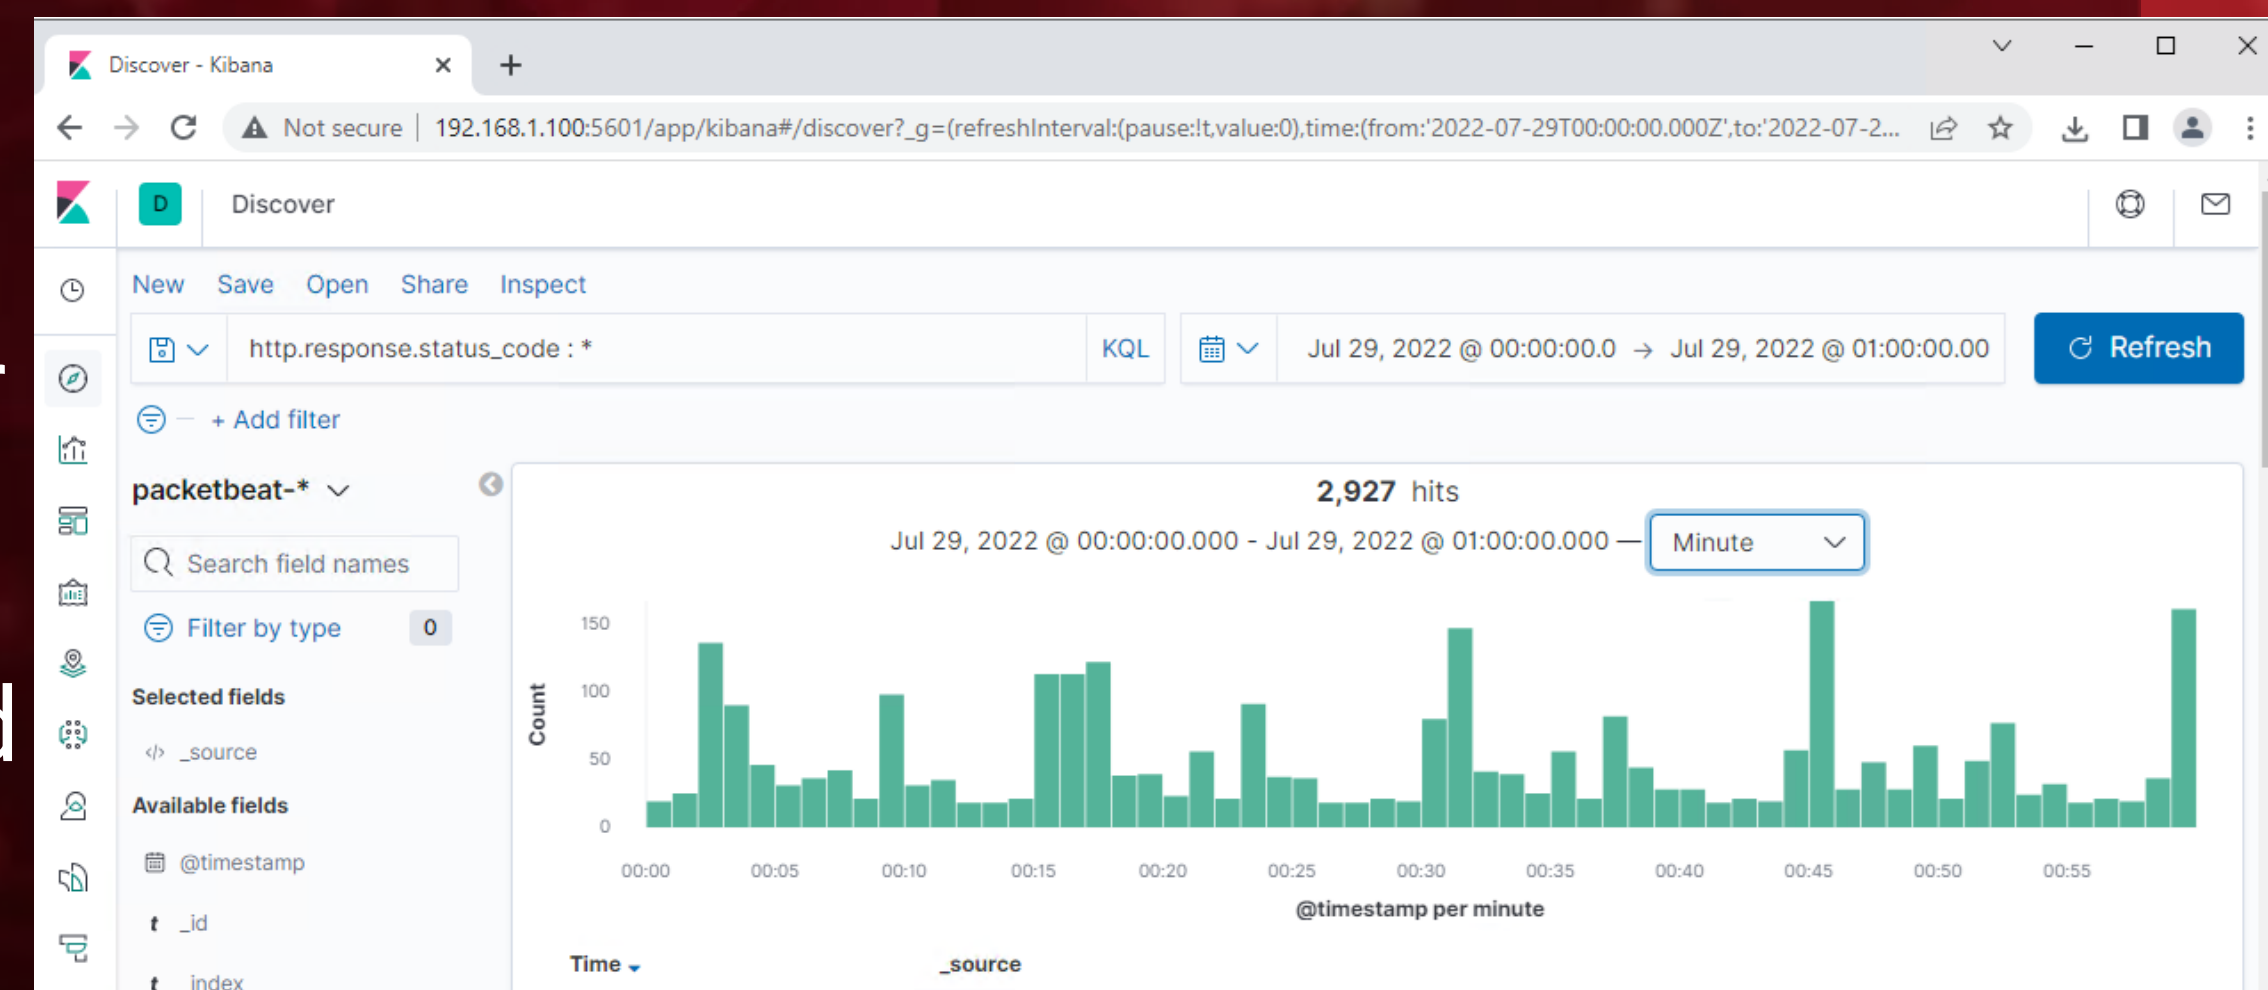 Discover - Kibana
Not secure | 192.168.1.100:5601/app/kibana#/discover?_g=(refreshInterval:(pause:!t,value:0),time:(from:'2022-07-29T00:00:00.000Z',to:'2022-07-2...
D Discover
New Save Open Share Inspect
http.response.status_code : * KQL Jul 29, 2022 @ 00:00:00.0 → Jul 29, 2022 @ 01:00:00.00 Refresh
+ Add filter
packetbeat-*
Search field names
Filter by type 0
Selected fields
</> _source
Available fields
@timestamp
t _id
t _index
2,927 hits
Jul 29, 2022 @ 00:00:00.000 - Jul 29, 2022 @ 01:00:00.000 — Minute
150
100
50
0
Count
00:00 00:05 00:10 00:15 00:20 00:25 00:30 00:35 00:40 00:45 00:50 00:55
@timestamp per minute
Time _source